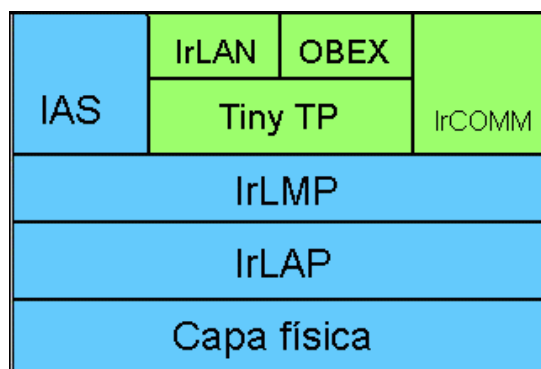 IrLAN OBEX
IAS Tiny TP IrCOMM
IrLMP
IrLAP
Capa física